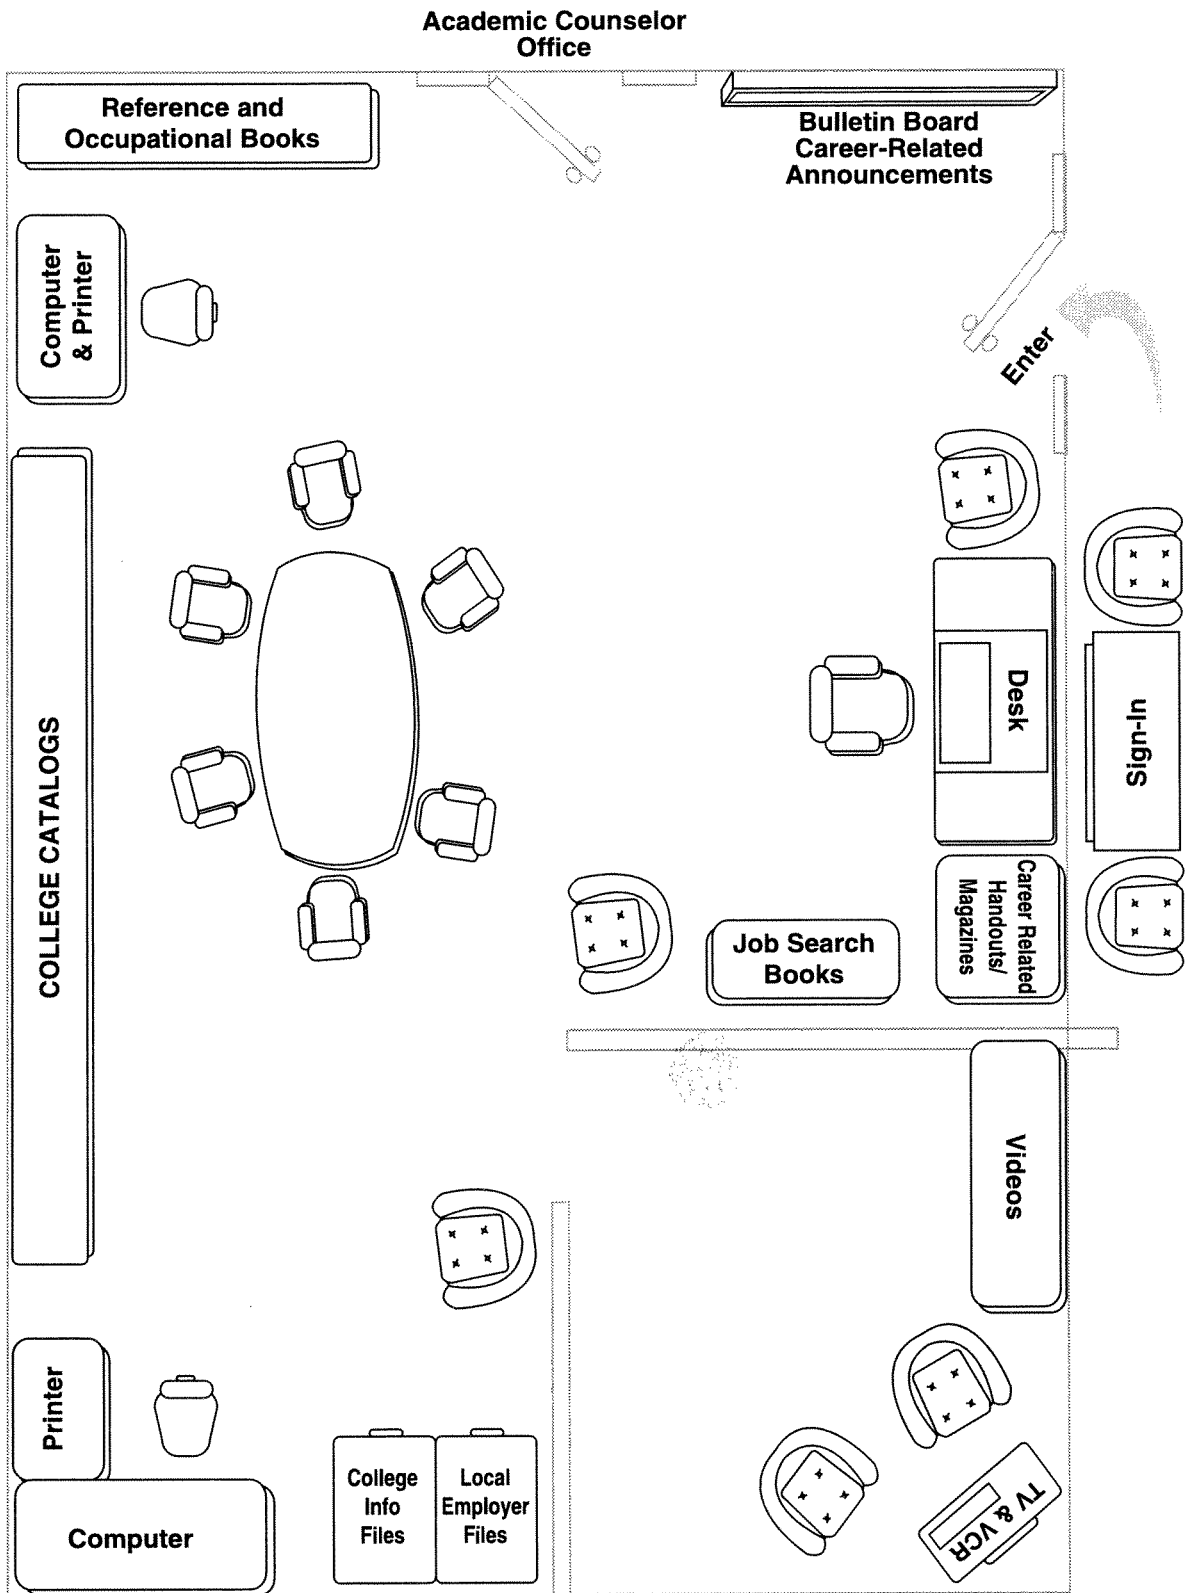 Academic Counselor
Office
Reference and
Occupational Books
Bulletin Board
Career-Related
Announcements
Computer
& Printer
Enter
Desk
Sign-In
COLLEGE CATALOGS
Career Related
Handouts/
Magazines
Job Search
Books
Videos
Printer
Computer
College
Info
Files
Local
Employer
Files
TV & VCR